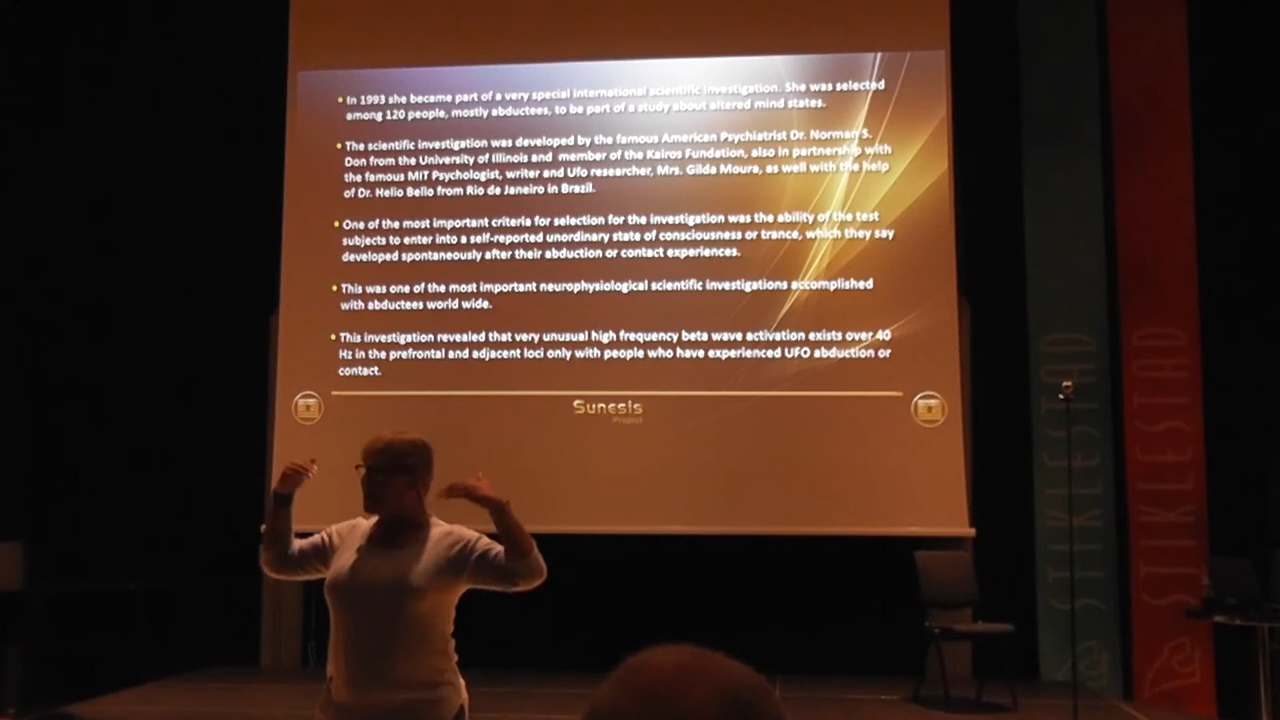 In 1993 she became part of a very special international scientific investigation. She was selected
among 120 people, mostly abductees, to be part of a study about altered mind states.
The scientific investigation was developed by the famous American Psychiatrist Dr. Norman S.
Don from the University of Illinois and member of the Kairos Fundation, also in partnership with
the famous MIT Psychologist, writer and Ufo researcher, Mrs. Gilda Moura, as well with the help
of Dr. Helio Bello from Rio de Janeiro in Brazil.
One of the most important criteria for selection for the investigation was the ability of the test
subjects to enter into a self-reported unordinary state of consciousness or trance, which they say
developed spontaneously after their abduction or contact experiences.
This was one of the most important neurophysiological scientific investigations accomplished
with abductees world wide.
This investigation revealed that very unusual high frequency beta wave activation exists over 40
Hz in the prefrontal and adjacent loci only with people who have experienced UFO abduction or
contact.
Sunesis
Project
STIKLESTAD
STIKLESTAD